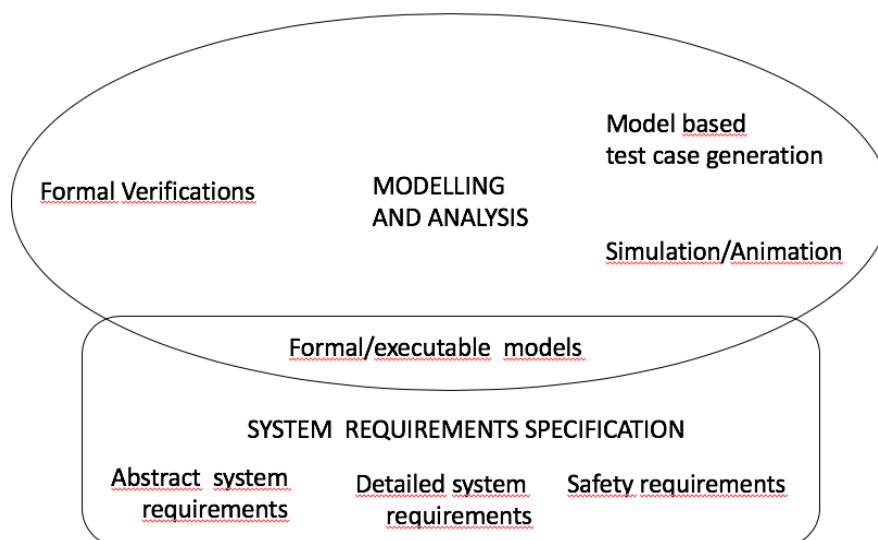 Model based
test case generation
Formal Verifications
MODELLING
AND ANALYSIS
Simulation/Animation
Formal/executable models
SYSTEM REQUIREMENTS SPECIFICATION
Abstract system
requirements
Detailed system
requirements
Safety requirements